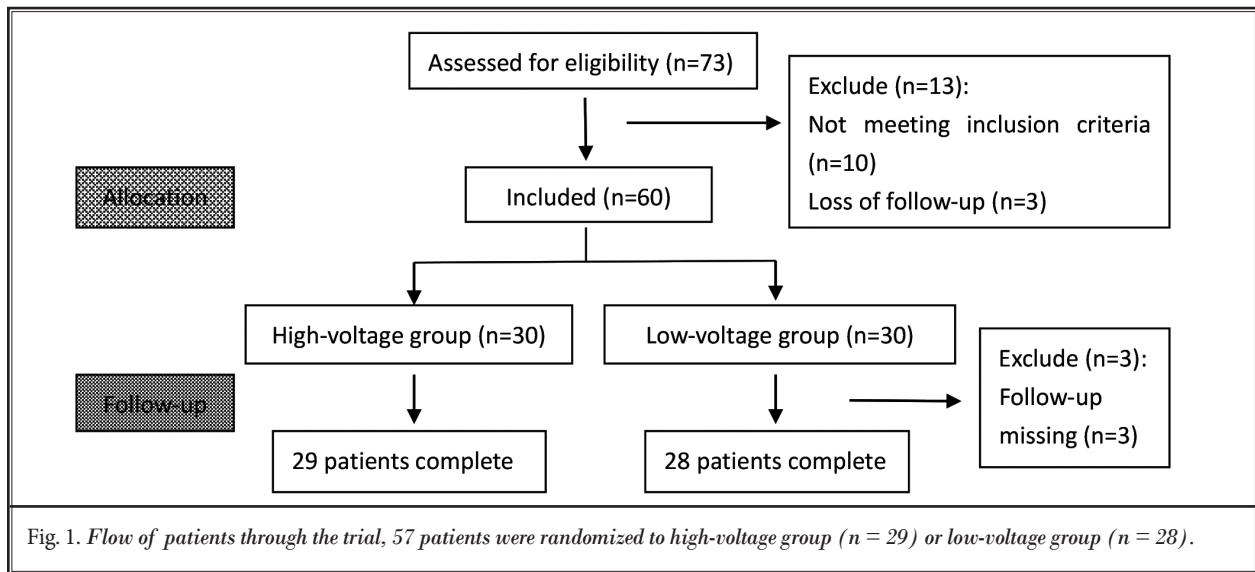 Assessed for eligibility (n=73)
Exclude (n=13):
Not meeting inclusion criteria
(n=10)
Loss of follow-up (n=3)
Allocation
Included (n=60)
High-voltage group (n=30)
Low-voltage group (n=30)
Exclude (n=3):
Follow-up
missing (n=3)
Follow-up
29 patients complete
28 patients complete
Fig. 1. Flow of patients through the trial, 57 patients were randomized to high-voltage group (n = 29) or low-voltage group (n = 28).